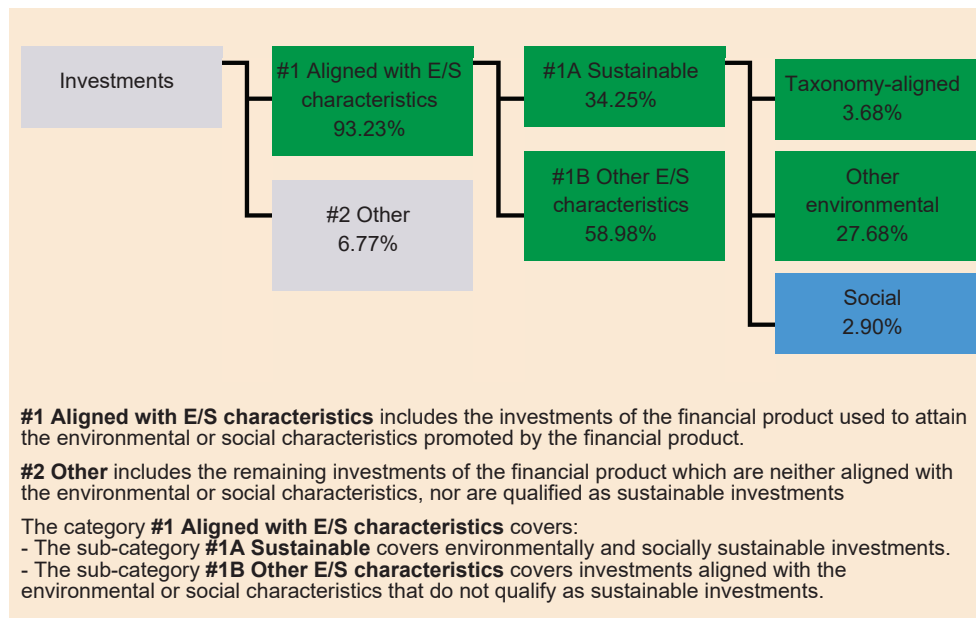 Investments
#1 Aligned with E/S
characteristics
93.23%
#2 Other
6.77%
#1A Sustainable
34.25%
#1B Other E/S
characteristics
58.98%
Taxonomy-aligned
3.68%
Other
environmental
27.68%
Social
2.90%
#1 Aligned with E/S characteristics includes the investments of the financial product used to attain
the environmental or social characteristics promoted by the financial product.
#2 Other includes the remaining investments of the financial product which are neither aligned with
the environmental or social characteristics, nor are qualified as sustainable investments
The category #1 Aligned with E/S characteristics covers:
- The sub-category #1A Sustainable covers environmentally and socially sustainable investments.
- The sub-category #1B Other E/S characteristics covers investments aligned with the
environmental or social characteristics that do not qualify as sustainable investments.